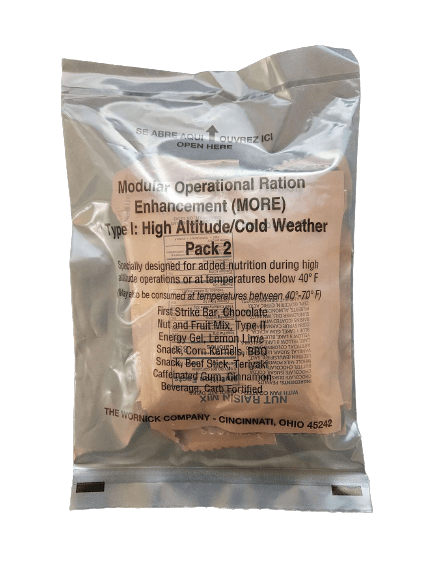 SE ABRE AQUI OUVREZ ICI
OPEN HERE
Modular Operational Ration
Enhancement (MORE)
Type I: High Altitude/Cold Weather
Pack 2
Specially designed for added nutrition during high
altitude operations or at temperatures below 40° F
(May also be consumed at temperatures between 40°-70° F)
First Strike Bar, Chocolate
Nut and Fruit Mix, Type II
Energy Gel, Lemon Lime
Snack, Corn Kernels, BBQ
Snack, Beef Stick, Teriyaki
Caffeinated Gum, Cinnamon
Beverage, Carb Fortified
NUT RAISIN MIX
THE WORNICK COMPANY - CINCINNATI, OHIO 45242